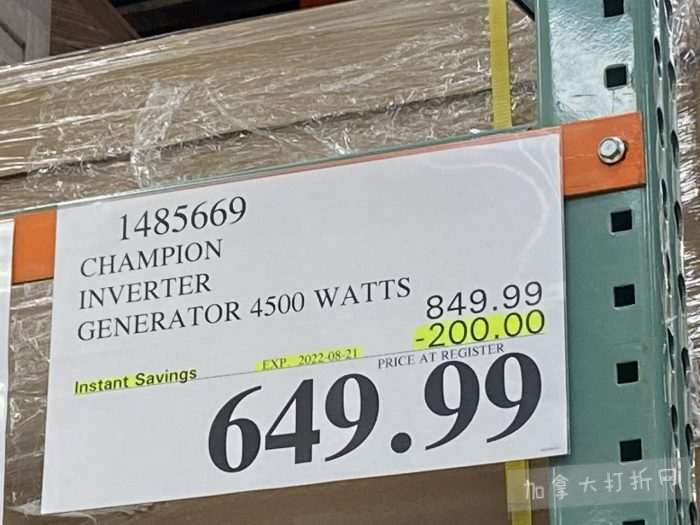 1485669
CHAMPION
INVERTER
GENERATOR 4500 WATTS
849.99
-200.00
Instant Savings
EXP. 2022-08-21
PRICE AT REGISTER
649.99
加拿大打折网